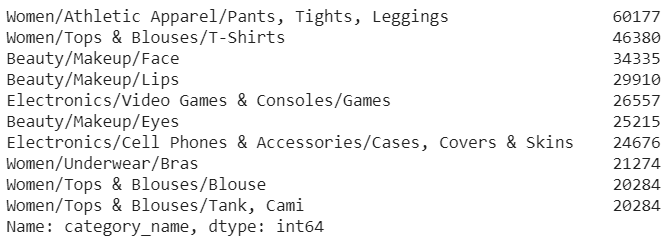 Women/Athletic Apparel/Pants, Tights, Leggings 60177
Women/Tops & Blouses/T-Shirts 46380
Beauty/Makeup/Face 34335
Beauty/Makeup/Lips 29910
Electronics/Video Games & Consoles/Games 26557
Beauty/Makeup/Eyes 25215
Electronics/Cell Phones & Accessories/Cases, Covers & Skins 24676
Women/Underwear/Bras 21274
Women/Tops & Blouses/Blouse 20284
Women/Tops & Blouses/Tank, Cami 20284
Name: category_name, dtype: int64